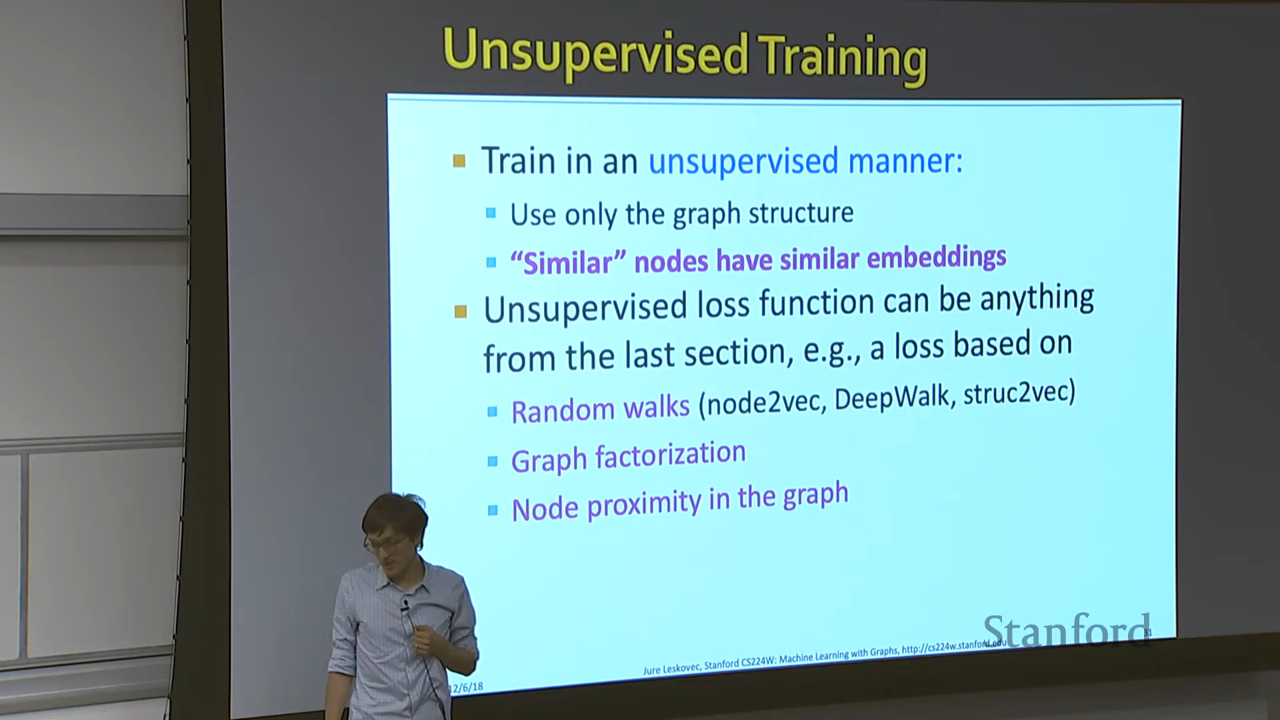 Unsupervised Training
Train in an unsupervised manner:
Use only the graph structure
“Similar” nodes have similar embeddings
Unsupervised loss function can be anything
from the last section, e.g., a loss based on
Random walks (node2vec, DeepWalk, struc2vec)
Graph factorization
Node proximity in the graph
Stanford
Jure Leskovec, Stanford CS224W: Machine Learning with Graphs, http://cs224w.stanford.edu
12/6/18